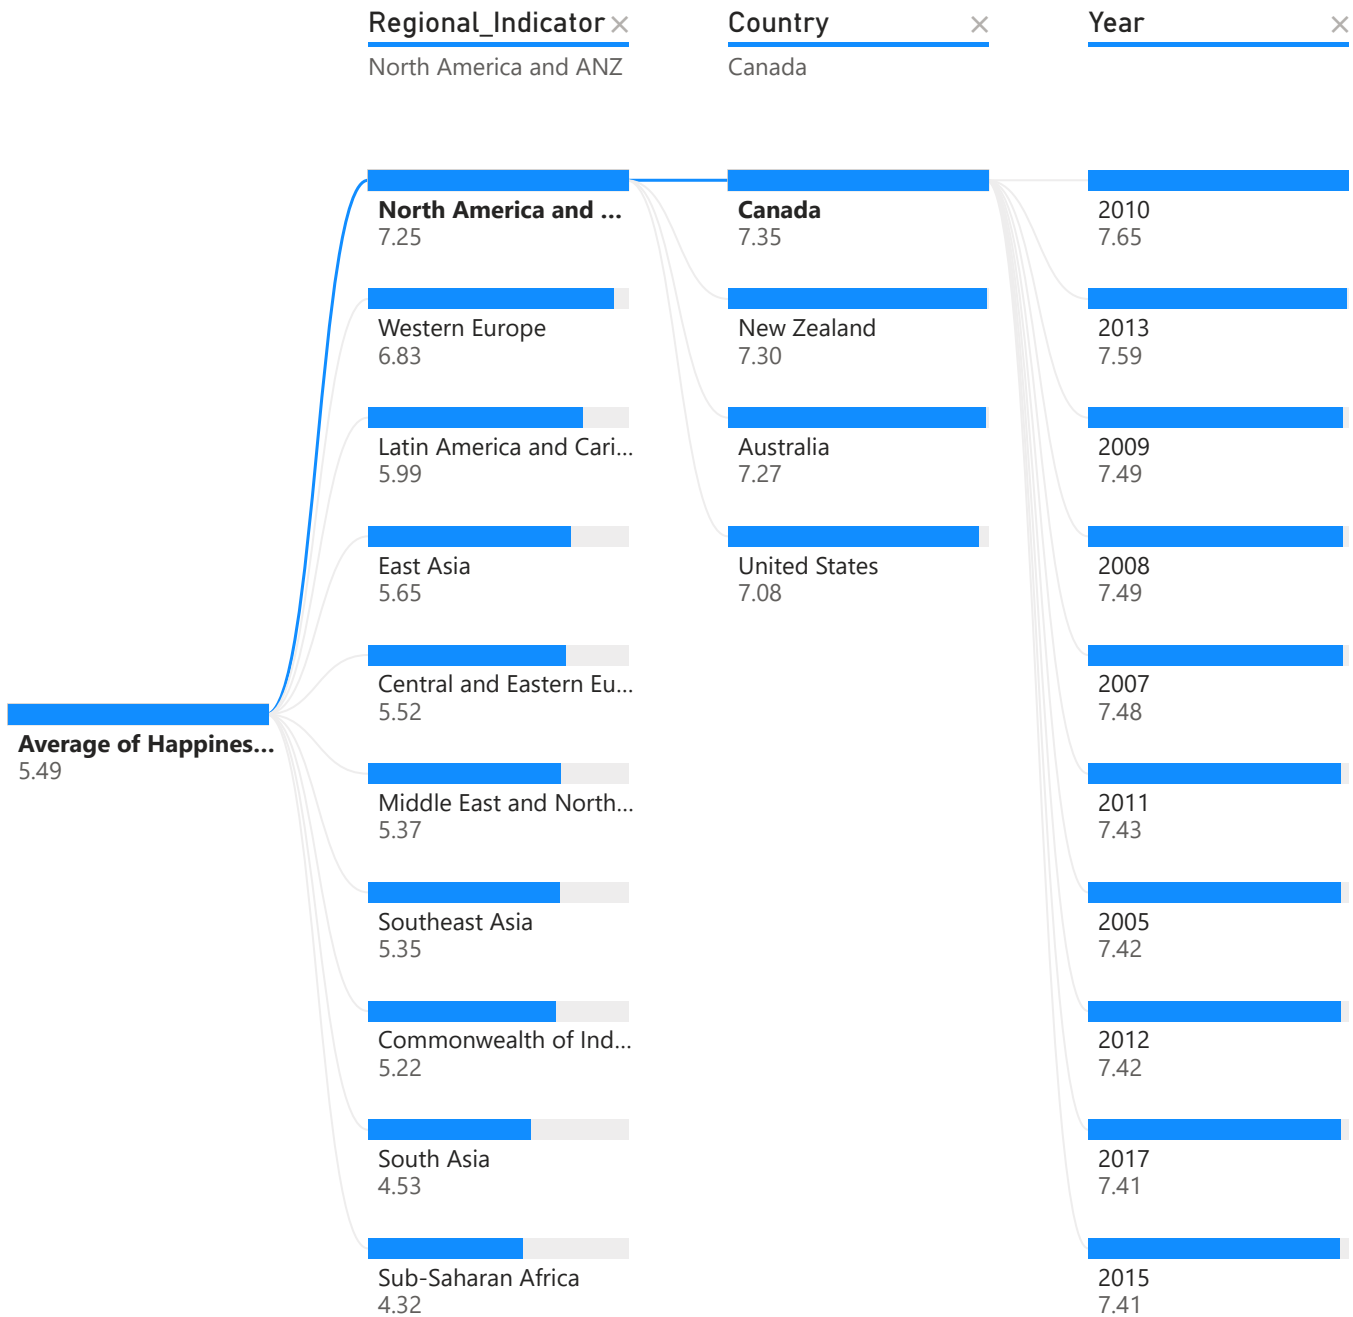 Regional_Indicator
North America and ANZ
Country
Canada
Year
Average of Happines...
5.49
North America and ...
7.25
Western Europe
6.83
Latin America and Cari...
5.99
East Asia
5.65
Central and Eastern Eu...
5.52
Middle East and North...
5.37
Southeast Asia
5.35
Commonwealth of Ind...
5.22
South Asia
4.53
Sub-Saharan Africa
4.32
Canada
7.35
New Zealand
7.30
Australia
7.27
United States
7.08
2010
7.65
2013
7.59
2009
7.49
2008
7.49
2007
7.48
2011
7.43
2005
7.42
2012
7.42
2017
7.41
2015
7.41